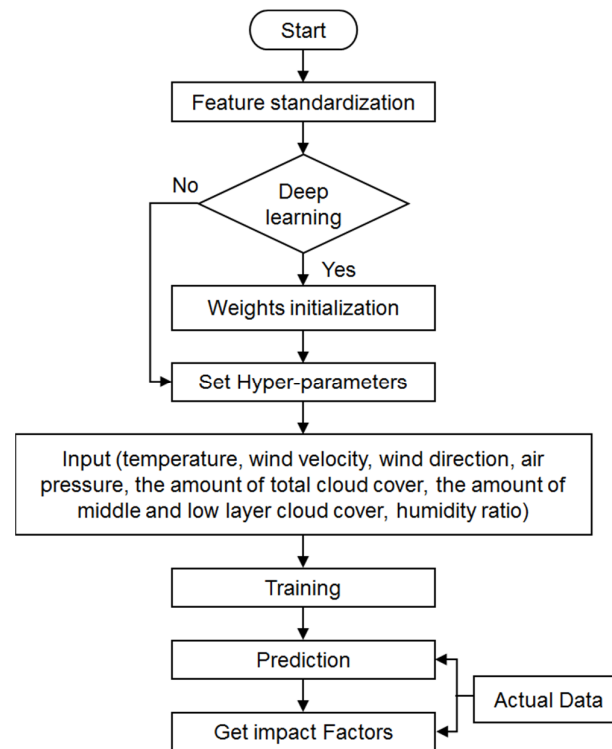 Start
Feature standardization
No
Deep
learning
Yes
Weights initialization
Set Hyper-parameters
Input (temperature, wind velocity, wind direction, air
pressure, the amount of total cloud cover, the amount of
middle and low layer cloud cover, humidity ratio)
Training
Prediction
Actual Data
Get impact Factors